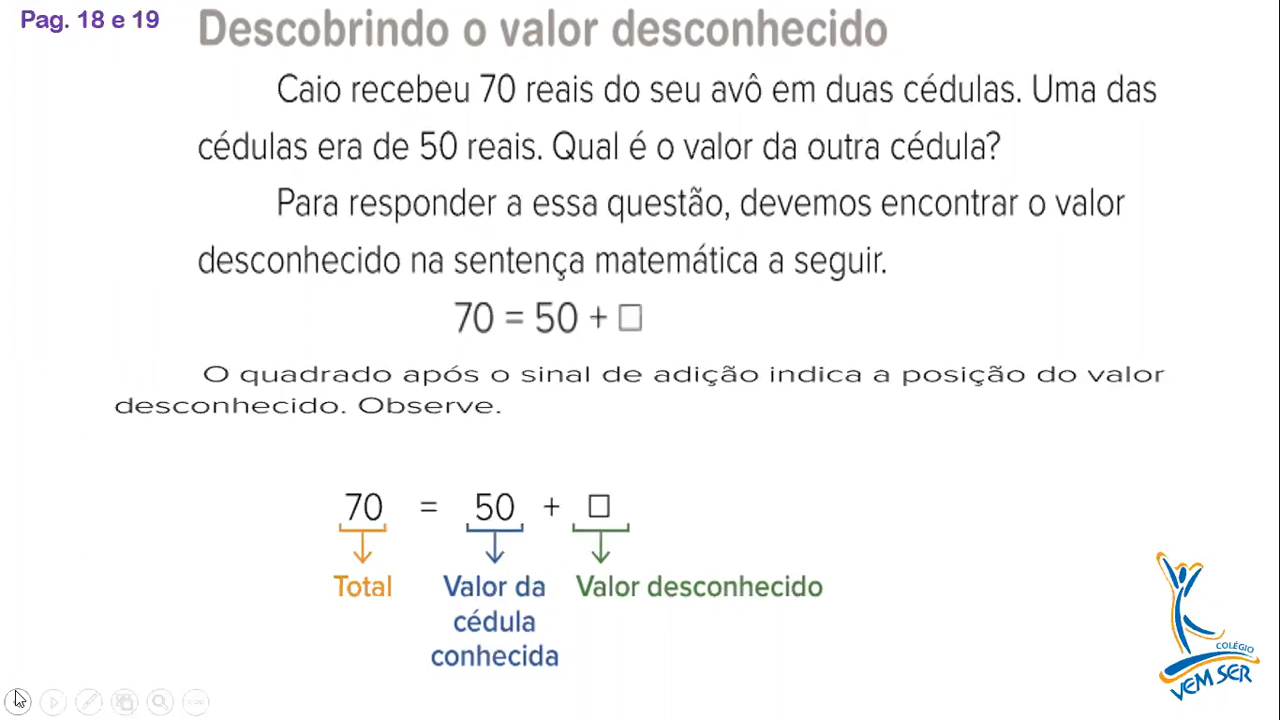 Pag. 18 e 19
Descobrindo o valor desconhecido
Caio recebeu 70 reais do seu avô em duas cédulas. Uma das
cédulas era de 50 reais. Qual é o valor da outra cédula?
Para responder a essa questão, devemos encontrar o valor
desconhecido na sentença matemática a seguir.
70 = 50 + □
O quadrado após o sinal de adição indica a posição do valor
desconhecido. Observe.
70 = 50 + □
Total
Valor da
cédula
conhecida
Valor desconhecido
COLÉGIO
VEM SER